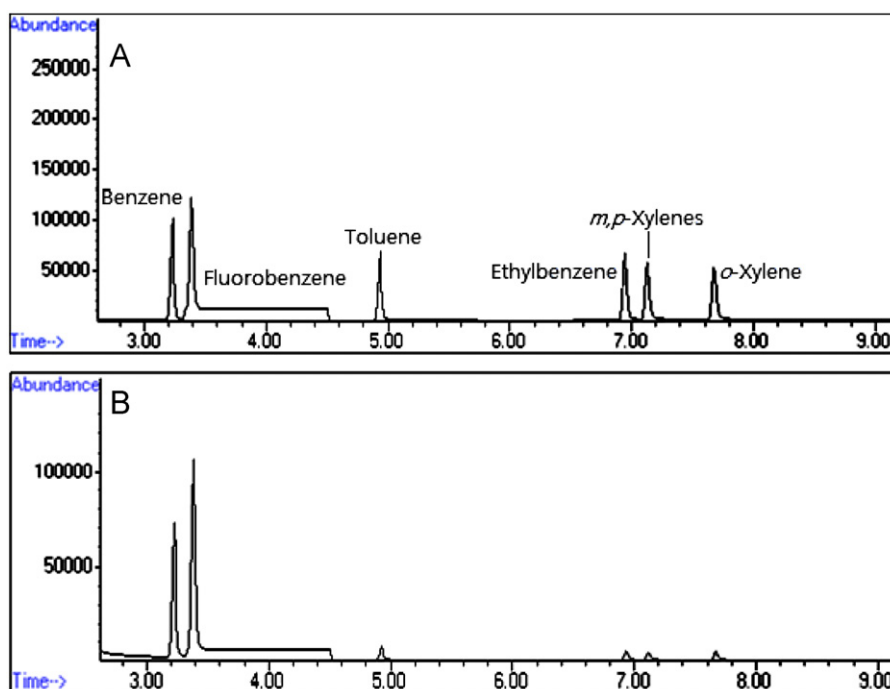 Abundance
A
250000
200000
150000
100000
50000
Benzene
Fluorobenzene
Toluene
Ethylbenzene
m,p-Xylenes
o-Xylene
Time-->
3.00 4.00 5.00 6.00 7.00 8.00 9.00
Abundance
B
100000
50000
Time-->
3.00 4.00 5.00 6.00 7.00 8.00 9.00